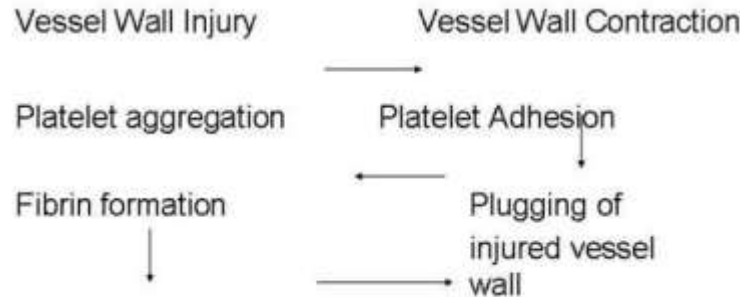 Vessel Wall Injury Vessel Wall Contraction
Platelet aggregation Platelet Adhesion
Fibrin formation Plugging of
injured vessel
wall